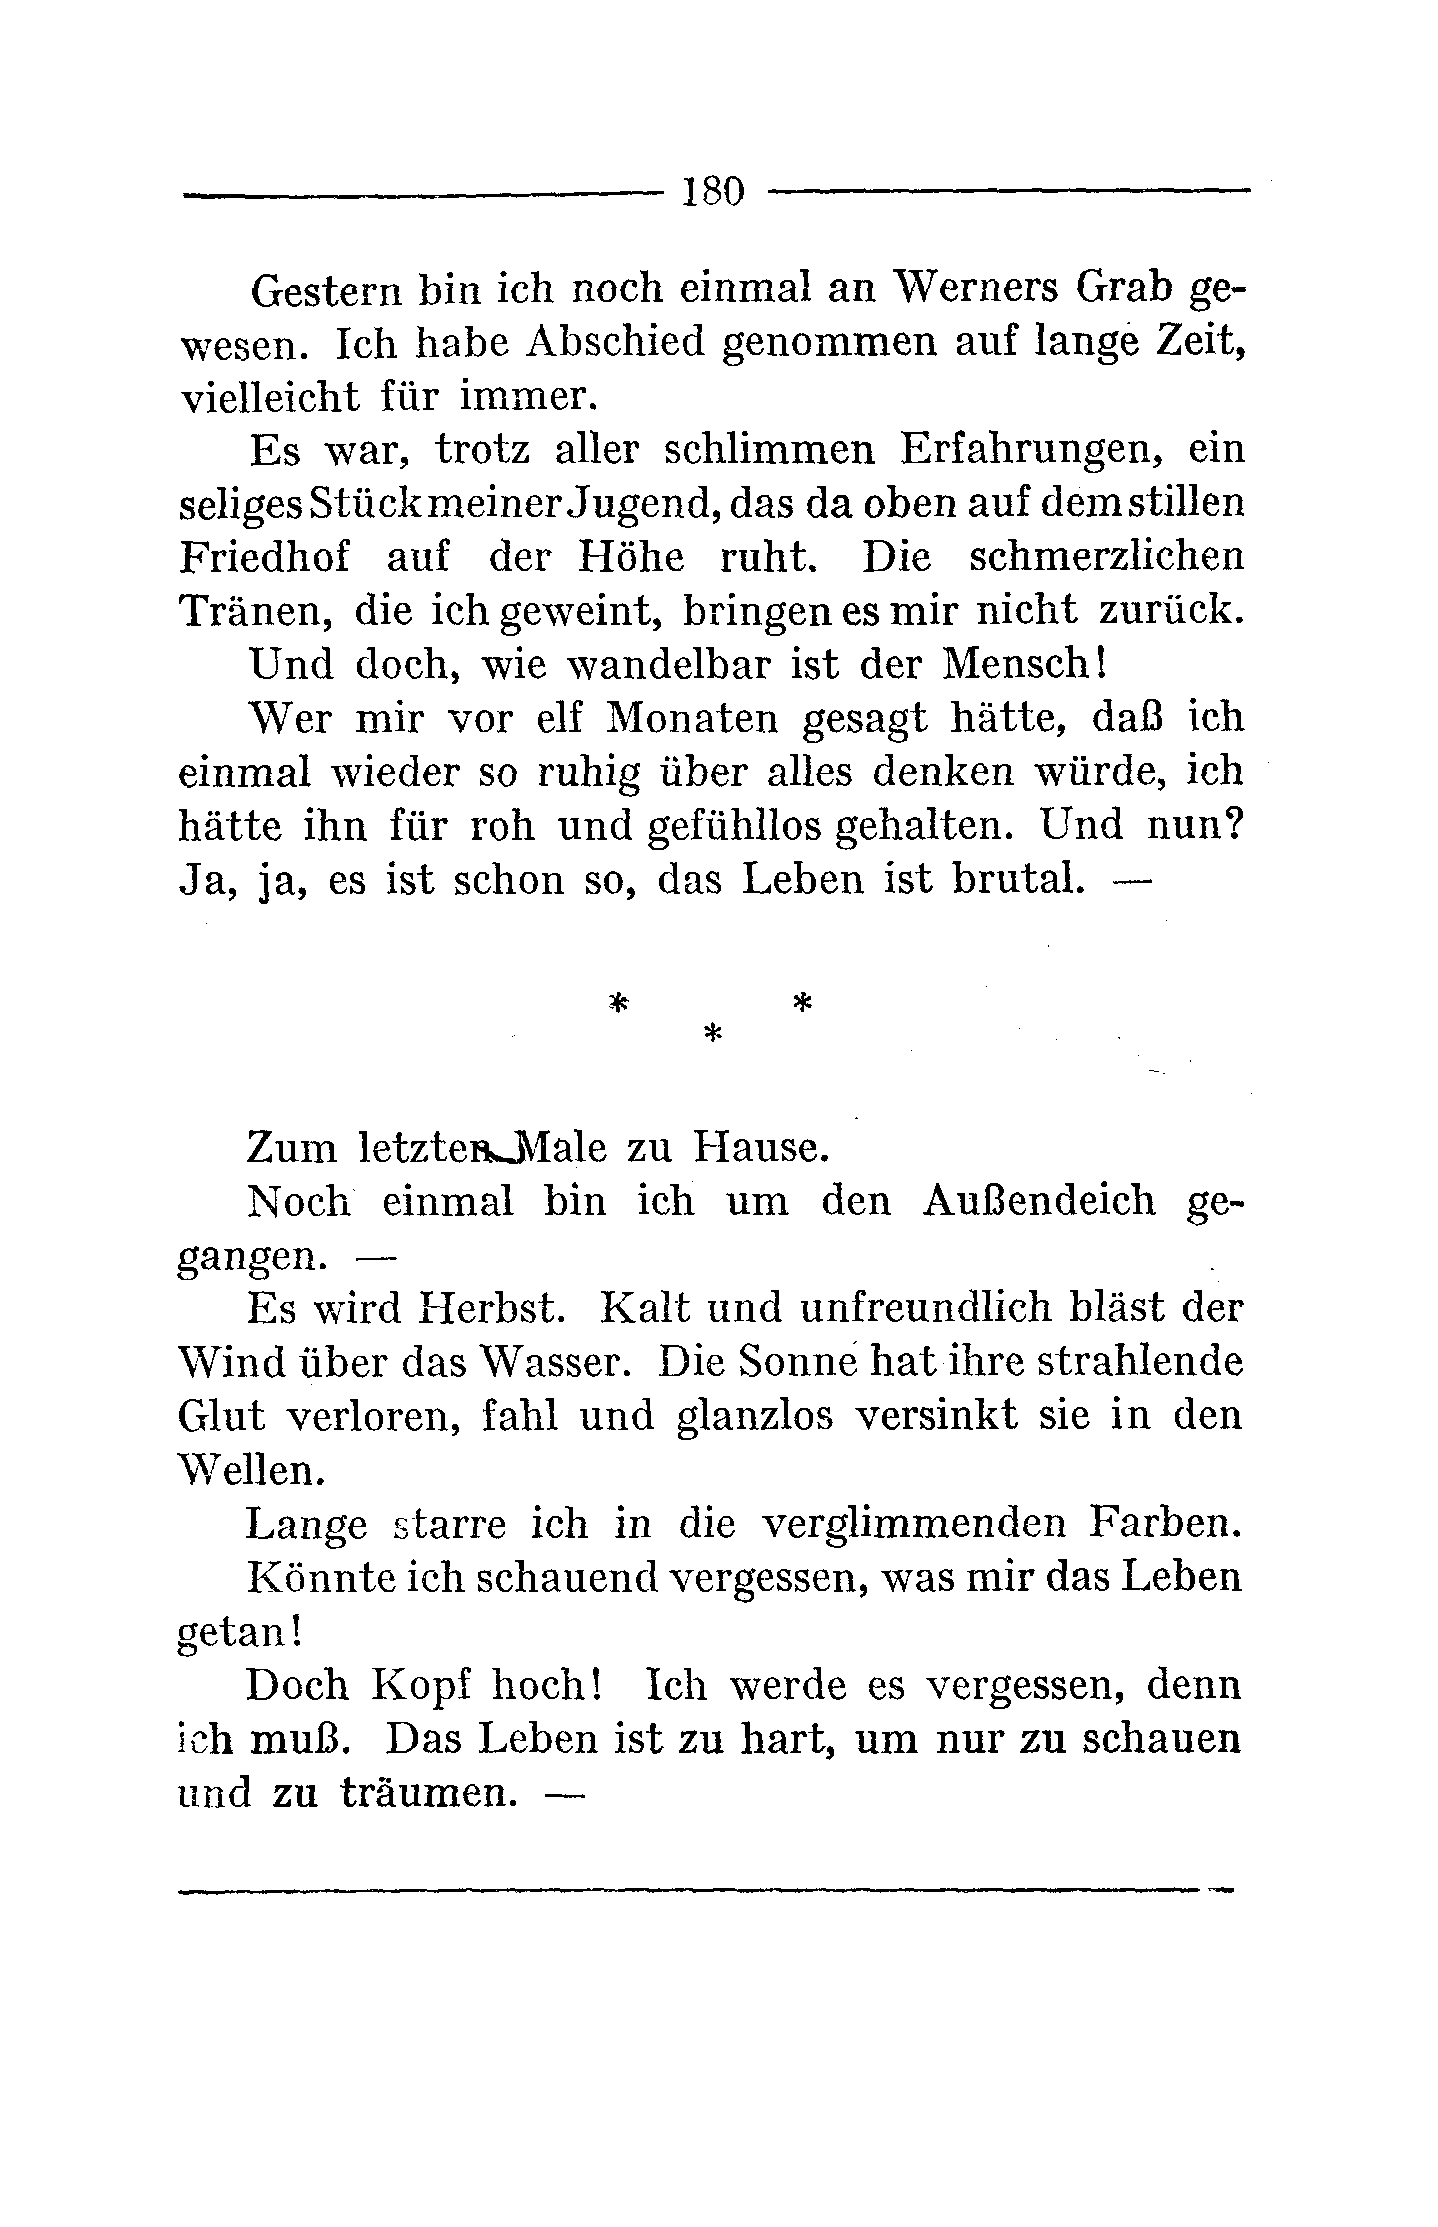 180
Gestern bin ich noch einmal an Werners Grab ge-
wesen. Ich habe Abschied genommen auf lange Zeit,
vielleicht für immer.
Es war, trotz aller schlimmen Erfahrungen, ein
seliges Stück meiner Jugend, das da oben auf dem stillen
Friedhof auf der Höhe ruht. Die schmerzlichen
Tränen, die ich geweint, bringen es mir nicht zurück.
Und doch, wie wandelbar ist der Mensch!
Wer mir vor elf Monaten gesagt hätte, daß ich
einmal wieder so ruhig über alles denken würde, ich
hätte ihn für roh und gefühllos gehalten. Und nun?
Ja, ja, es ist schon so, das Leben ist brutal. —
* *
*
Zum letzten Male zu Hause.
Noch einmal bin ich um den Außendeich ge-
gangen. —
Es wird Herbst. Kalt und unfreundlich bläst der
Wind über das Wasser. Die Sonne hat ihre strahlende
Glut verloren, fahl und glanzlos versinkt sie in den
Wellen.
Lange starre ich in die verglimmenden Farben.
Könnte ich schauend vergessen, was mir das Leben
getan!
Doch Kopf hoch! Ich werde es vergessen, denn
ich muß. Das Leben ist zu hart, um nur zu schauen
und zu träumen. —